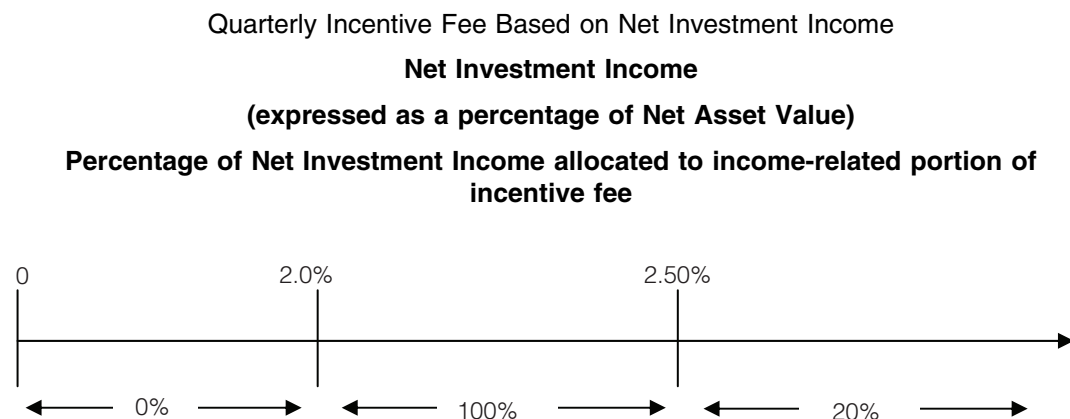 Quarterly Incentive Fee Based on Net Investment Income
Net Investment Income
(expressed as a percentage of Net Asset Value)
Percentage of Net Investment Income allocated to income-related portion of
incentive fee
0 2.0% 2.50%
0% 100% 20%